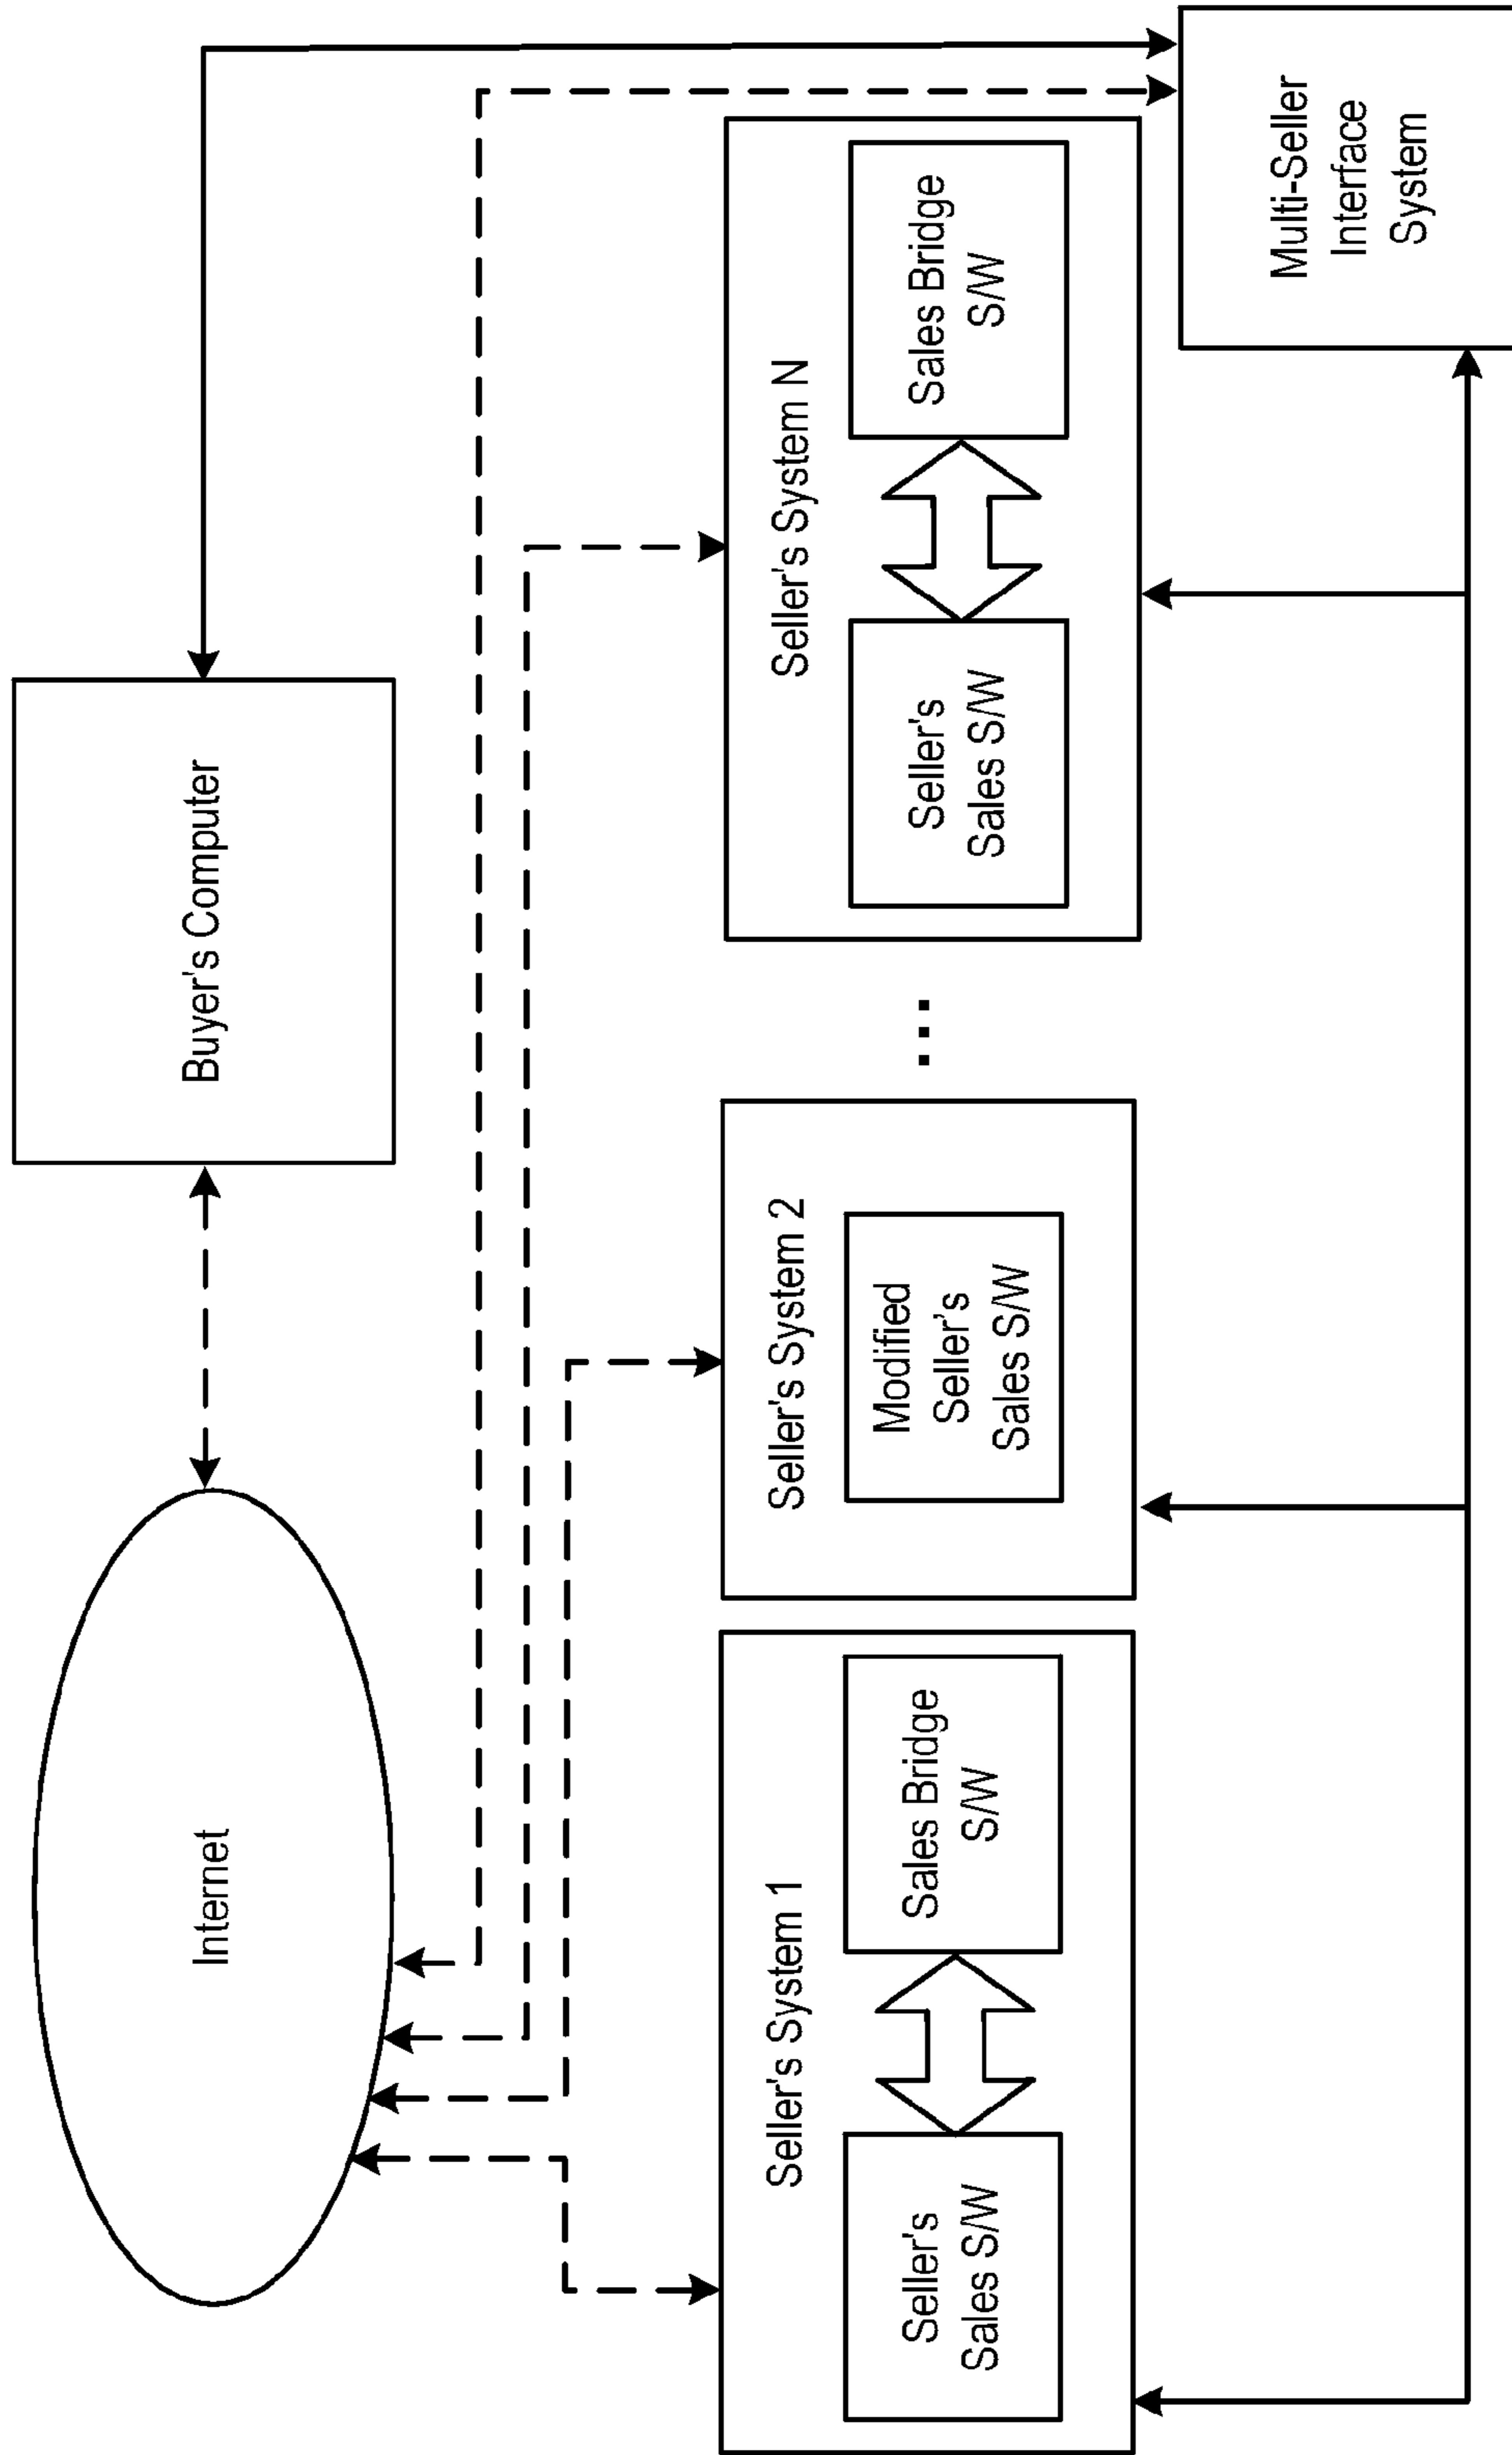 Internet
Buyer's Computer
Seller's System 1
Seller's
Sales S/W
Sales Bridge
S/W
Seller's System 2
Modified
Seller's
Sales S/W
...
Seller's System N
Seller's
Sales S/W
Sales Bridge
S/W
Multi-Seller
Interface
System